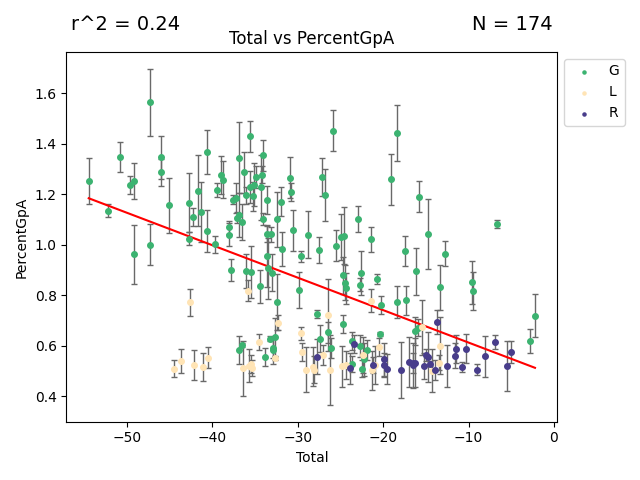 r^2 = 0.24
N = 174
Total vs PercentGpA
G
L
R
PercentGpA
1.6
1.4
1.2
1.0
0.8
0.6
0.4
−50
−40
−30
−20
−10
0
Total